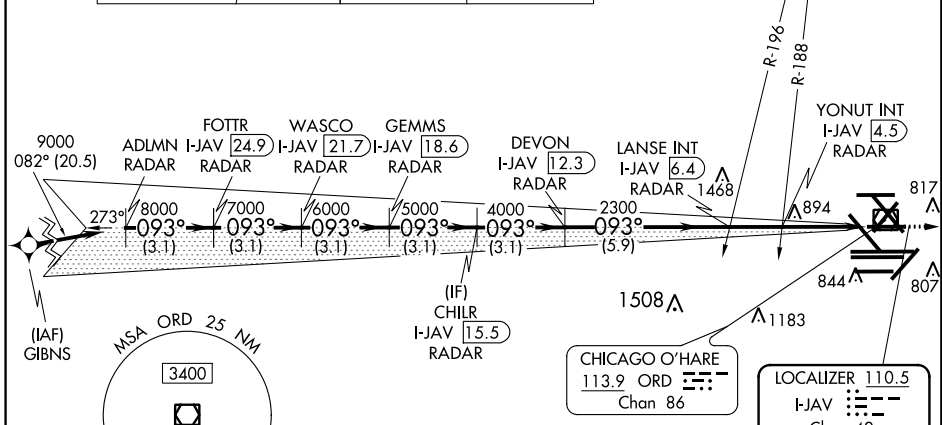 R-196
R-188
9000
082° (20.5)
ADLMN
RADAR
FOTTR
I-JAV 24.9
RADAR
WASCO
I-JAV 21.7
RADAR
GEMMS
I-JAV 18.6
RADAR
DEVON
I-JAV 12.3
RADAR
LANSE INT
I-JAV 6.4
RADAR
YONUT INT
I-JAV 4.5
RADAR
1468
894
817
273°
8000
093°
(3.1)
7000
093°
(3.1)
6000
093°
(3.1)
5000
093°
(3.1)
4000
093°
(3.1)
2300
093°
(5.9)
844
807
(IAF)
GIBNS
(IF)
CHILR
I-JAV 15.5
RADAR
1508
1183
MSA ORD 25 NM
3400
CHICAGO O'HARE
113.9 ORD
Chan 86
LOCALIZER 110.5
I-JAV